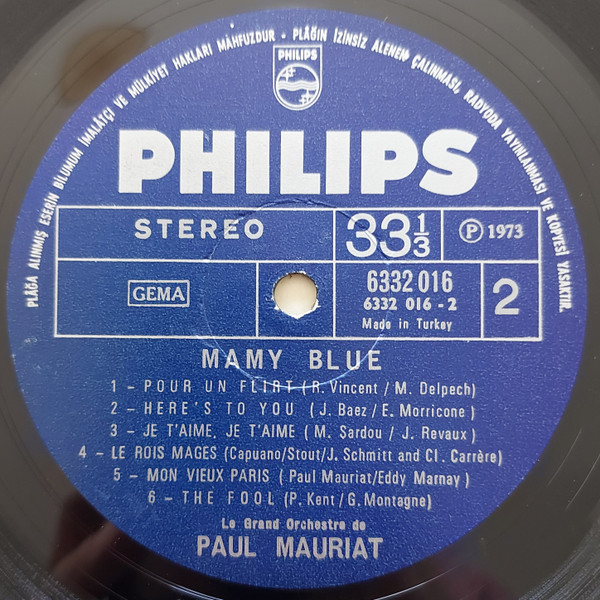 PLÂĞA ALINMIŞ ESERİN BİLUMUM İMALÂTÇI VE MÜLKİYET HAKLARI MAHFUZDUR · PLÂĞIN İZİNSİZ ALENEN ÇALINMASI, RADYODA YAYINLANMASI VE KOPYESİ YASAKTIR.
PHILIPS
PHILIPS
STEREO
33 1/3
Ⓟ 1973
GEMA
6332 016
6332 016 - 2
Made in Turkey
2
MAMY BLUE
1 - POUR UN FLIRT (R. Vincent / M. Delpech)
2 - HERE'S TO YOU (J. Baez / E. Morricone)
3 - JE T'AIME, JE T'AIME (M. Sardou / J. Revaux)
4 - LE ROIS MAGES (Capuano/Stout/J. Schmitt and Cl. Carrère)
5 - MON VIEUX PARIS (Paul Mauriat/Eddy Marnay)
6 - THE FOOL (P. Kent / G. Montagne)
Le Grand Orchestre de
PAUL MAURIAT